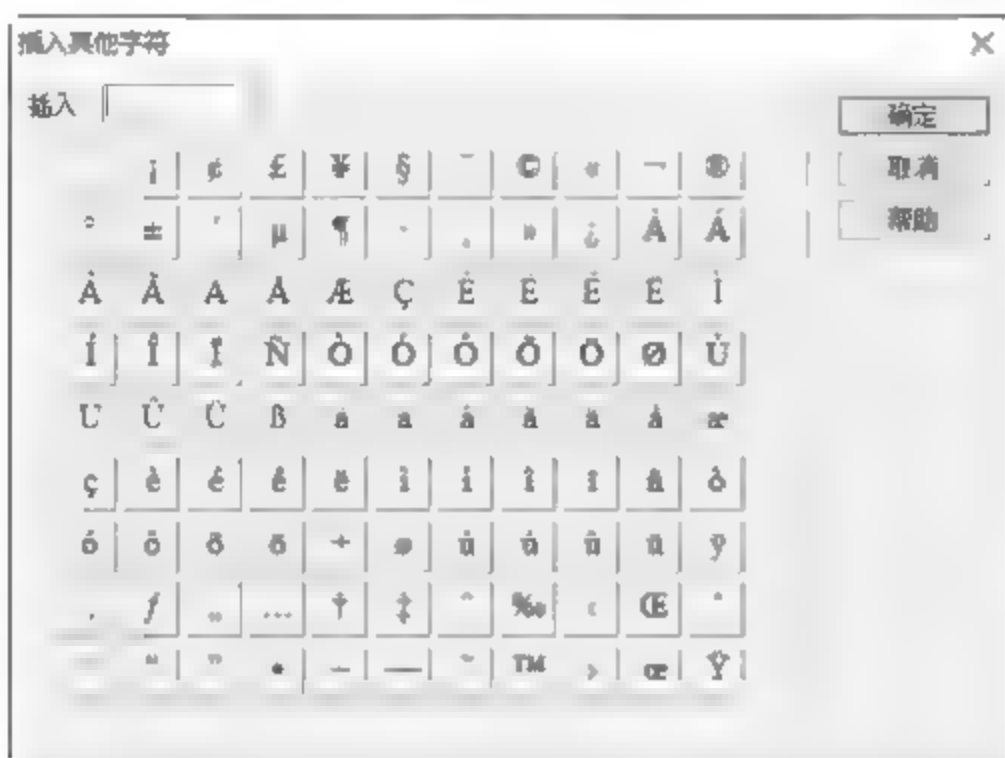 插入其他字符
插入
确定
取消
帮助
¡ ¢ £ ¥ § ¨ © « ¬ ®
° ± ´ µ ¶ · ¸ » ¿ À Á
Â Ã Ä Å Æ Ç È É Ê Ë Ì
Í Î Ï Ñ Ò Ó Ô Õ Ö Ø Ù
Ú Û Ü ß à á â ã ä å æ
ç è é ê ë ì í î ï ñ ò
ó ô õ ö ÷ ø ù ú û ü ÿ
‚ ƒ „ … † ‡ ˆ ‰ ‹ Œ ‘
“ ” • – — ˜ ™ › œ Ÿ